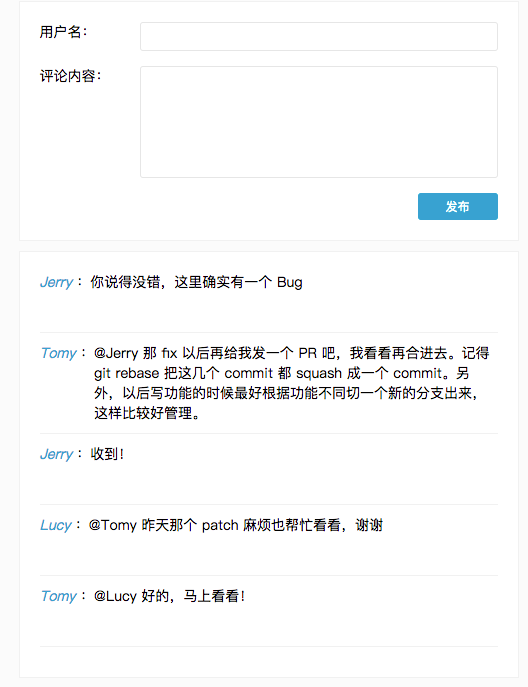 用户名：
评论内容：
发布
Jerry：你说得没错，这里确实有一个 Bug
Tomy：@Jerry 那 fix 以后再给我发一个 PR 吧，我看看再合进去。记得
git rebase 把这几个 commit 都 squash 成一个 commit。另
外，以后写功能的时候最好根据功能不同切一个新的分支出来，
这样比较好管理。
Jerry：收到！
Lucy：@Tomy 昨天那个 patch 麻烦也帮忙看看，谢谢
Tomy：@Lucy 好的，马上看看！